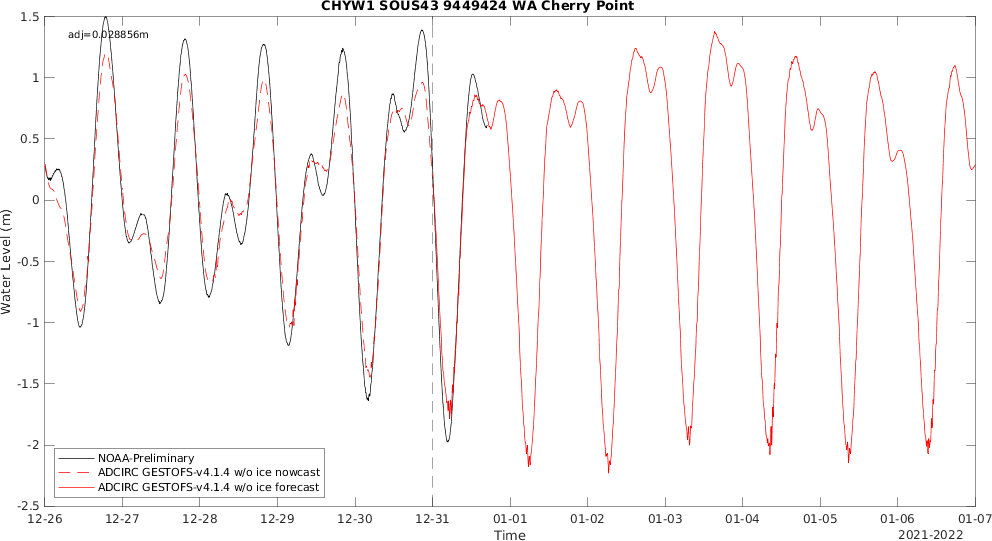 CHYW1 SOUS43 9449424 WA Cherry Point
adj=0.028856m
1.5
1
0.5
0
-0.5
-1
-1.5
-2
-2.5
Water Level (m)
NOAA-Preliminary
ADCIRC GESTOFS-v4.1.4 w/o ice nowcast
ADCIRC GESTOFS-v4.1.4 w/o ice forecast
12-26 12-27 12-28 12-29 12-30 12-31 01-01 01-02 01-03 01-04 01-05 01-06 01-07
Time
2021-2022